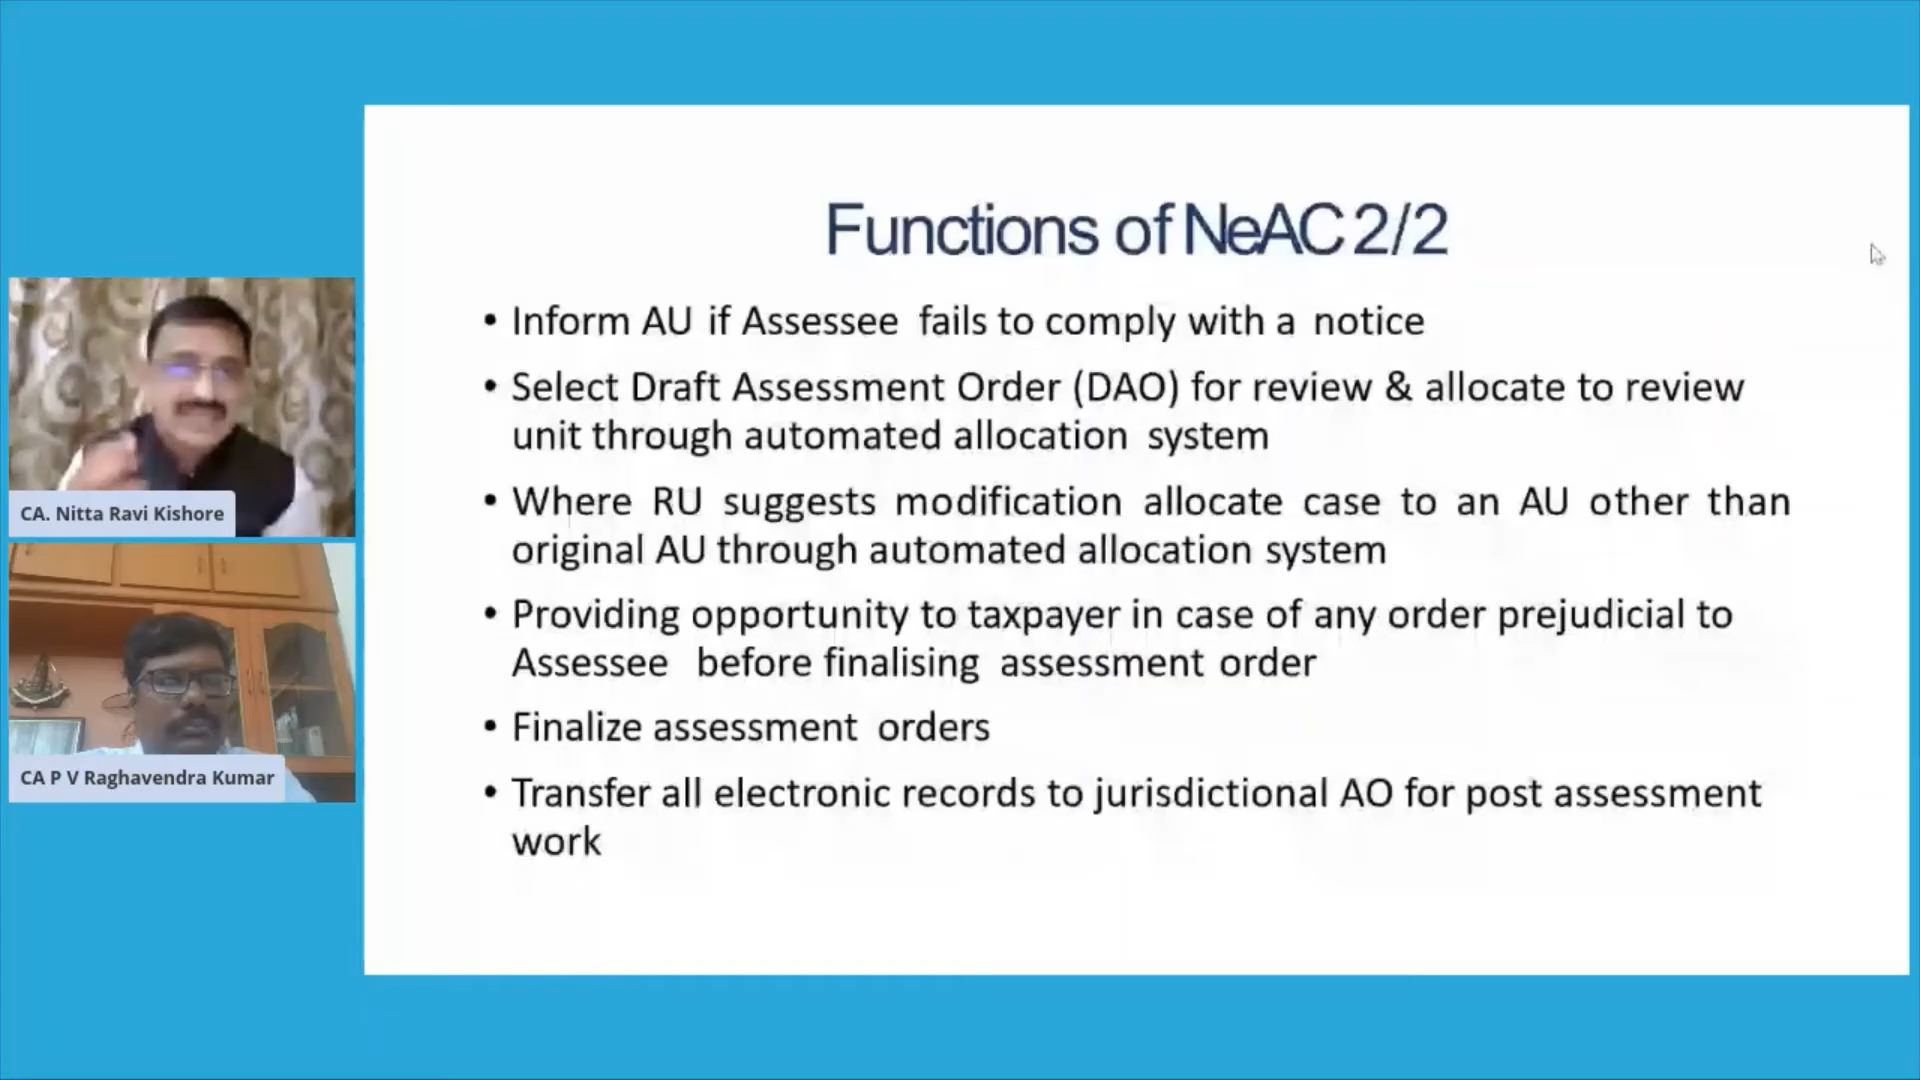 Functions of NeAC 2/2
• Inform AU if Assessee fails to comply with a notice
• Select Draft Assessment Order (DAO) for review & allocate to review
unit through automated allocation system
• Where RU suggests modification allocate case to an AU other than
original AU through automated allocation system
• Providing opportunity to taxpayer in case of any order prejudicial to
Assessee before finalising assessment order
• Finalize assessment orders
• Transfer all electronic records to jurisdictional AO for post assessment
work
CA. Nitta Ravi Kishore
CA P V Raghavendra Kumar